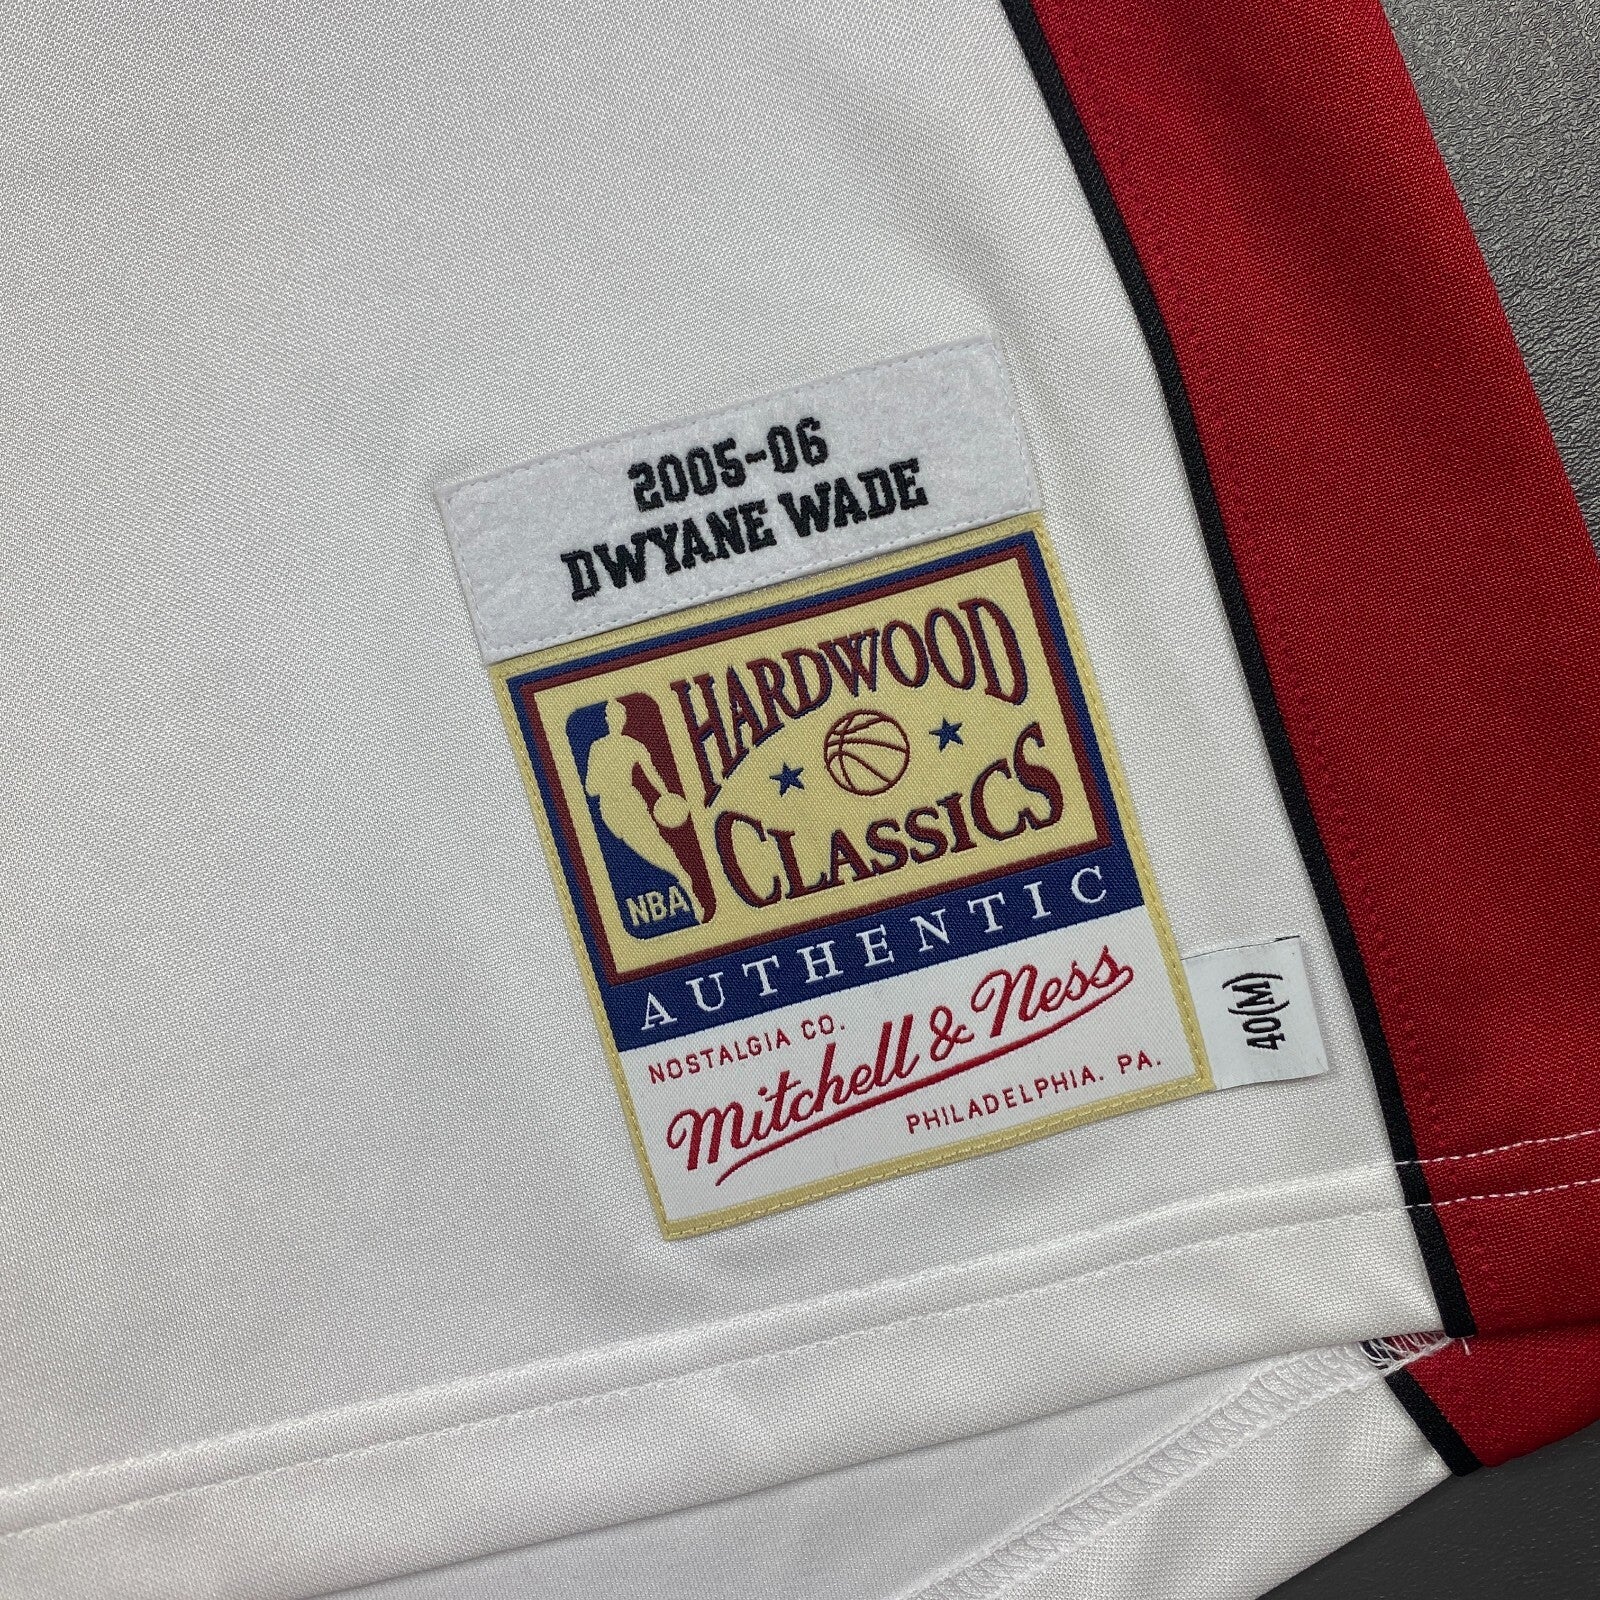 2005-06
DWYANE WADE
HARDWOOD
CLASSICS
NBA
AUTHENTIC
NOSTALGIA CO.
Mitchell & Ness
PHILADELPHIA. PA.
40(M)